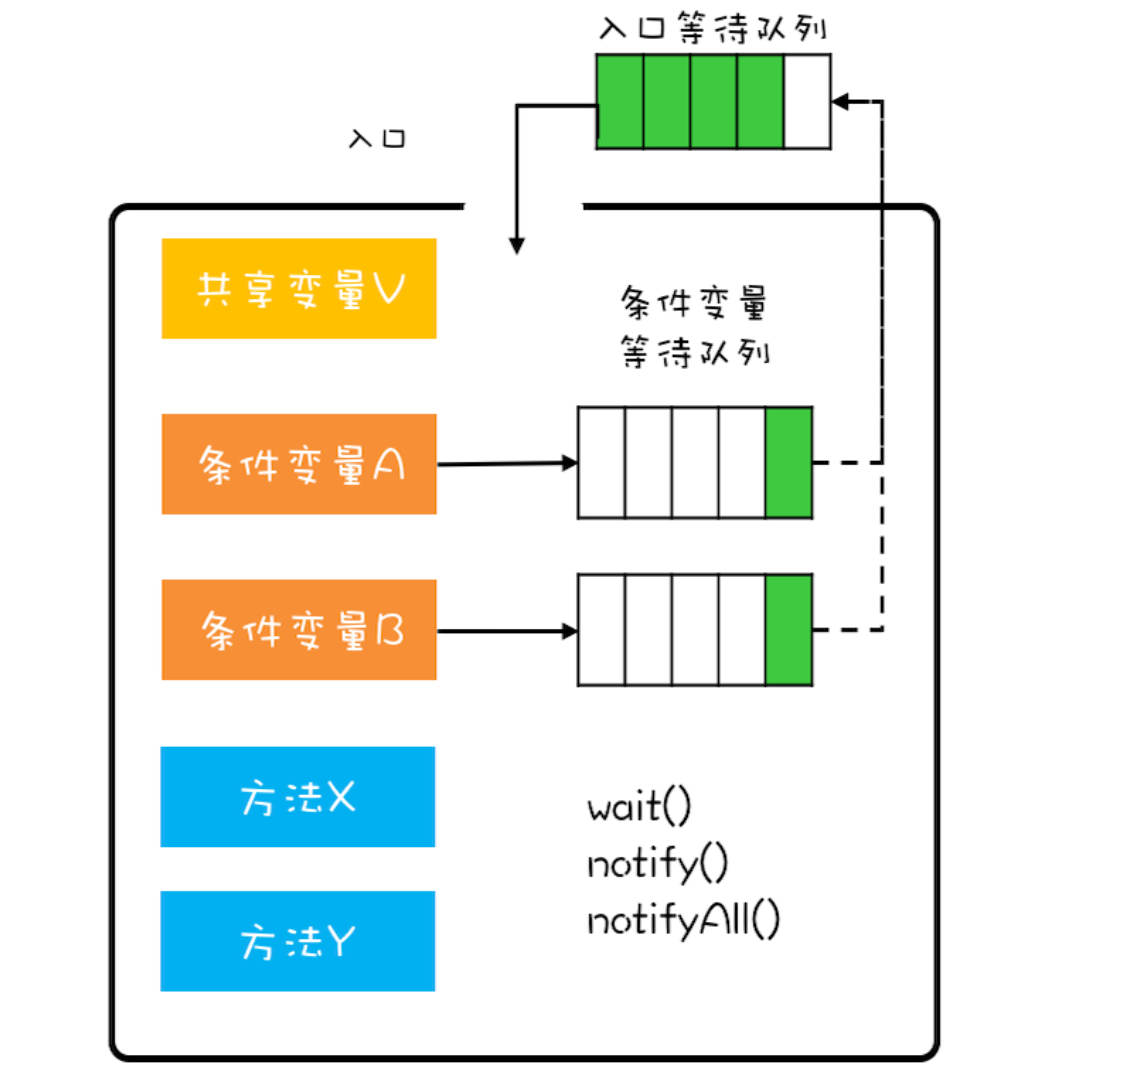 入口等待队列
入口
共享变量V
条件变量
等待队列
条件变量A
条件变量B
方法X
wait()
notify()
notifyAll()
方法Y